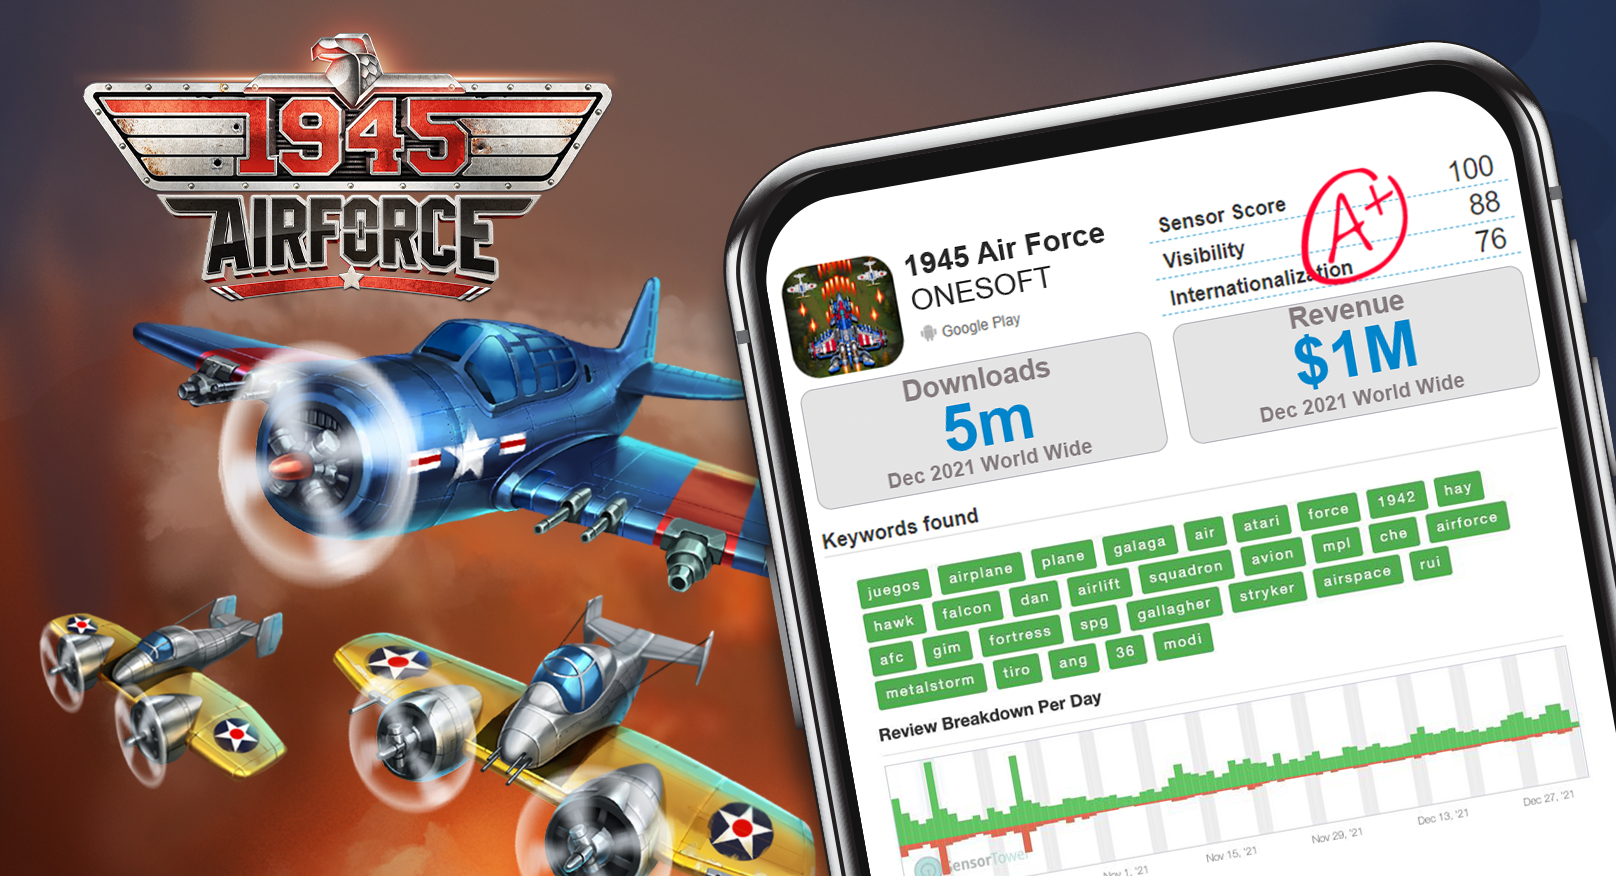 1945
AIRFORCE
1945 Air Force
ONESOFT
Google Play
Sensor Score 100
Visibility 88
Internationalization 76
A+
Downloads
5m
Dec 2021 World Wide
Revenue
$1M
Dec 2021 World Wide
Keywords found
juegos airplane plane galaga air atari force 1942 hay
hawk falcon dan airlift squadron avion mpl che airforce
afc gim fortress spg gallagher stryker airspace rui
metalstorm tiro ang 36 modi
Review Breakdown Per Day
SensorTower
Nov 1, '21
Nov 15, '21
Nov 29, '21
Dec 13, '21
Dec 27, '21